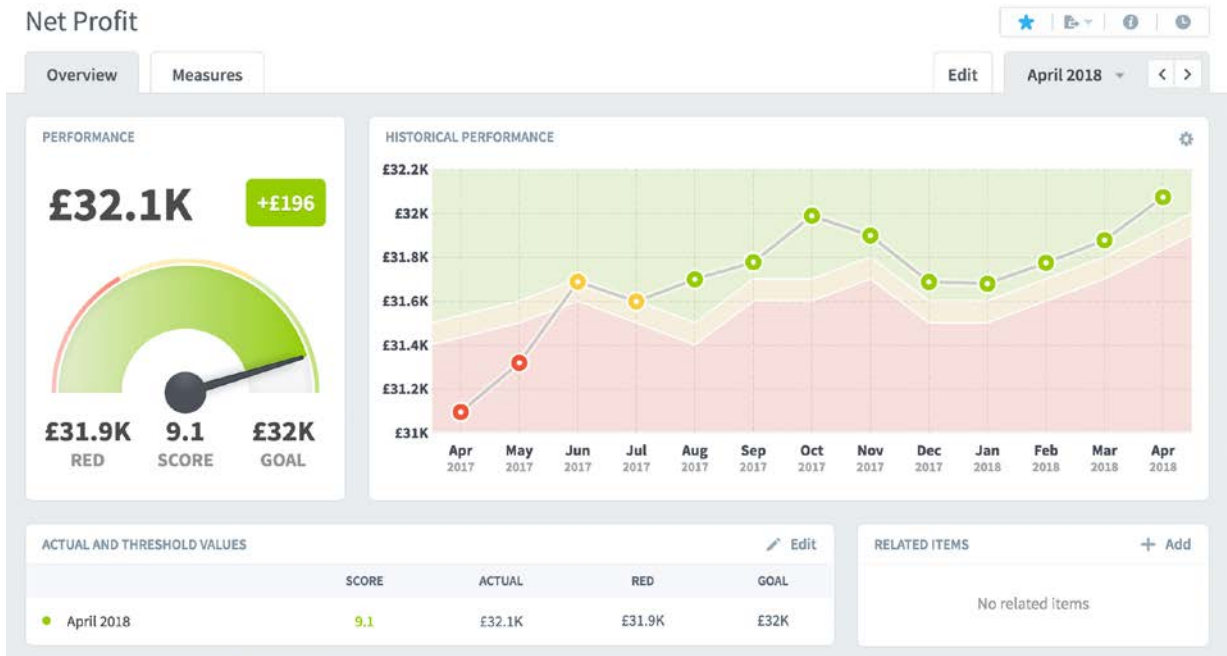 Net Profit
Overview
Measures
Edit
April 2018
PERFORMANCE
£32.1K
+£196
£31.9K
RED
9.1
SCORE
£32K
GOAL
HISTORICAL PERFORMANCE
£32.2K
£32K
£31.8K
£31.6K
£31.4K
£31.2K
£31K
Apr May Jun Jul Aug Sep Oct Nov Dec Jan Feb Mar Apr
2017 2017 2017 2017 2017 2017 2017 2017 2017 2018 2018 2018 2018
ACTUAL AND THRESHOLD VALUES
Edit
SCORE ACTUAL RED GOAL
April 2018 9.1 £32.1K £31.9K £32K
RELATED ITEMS
+ Add
No related items